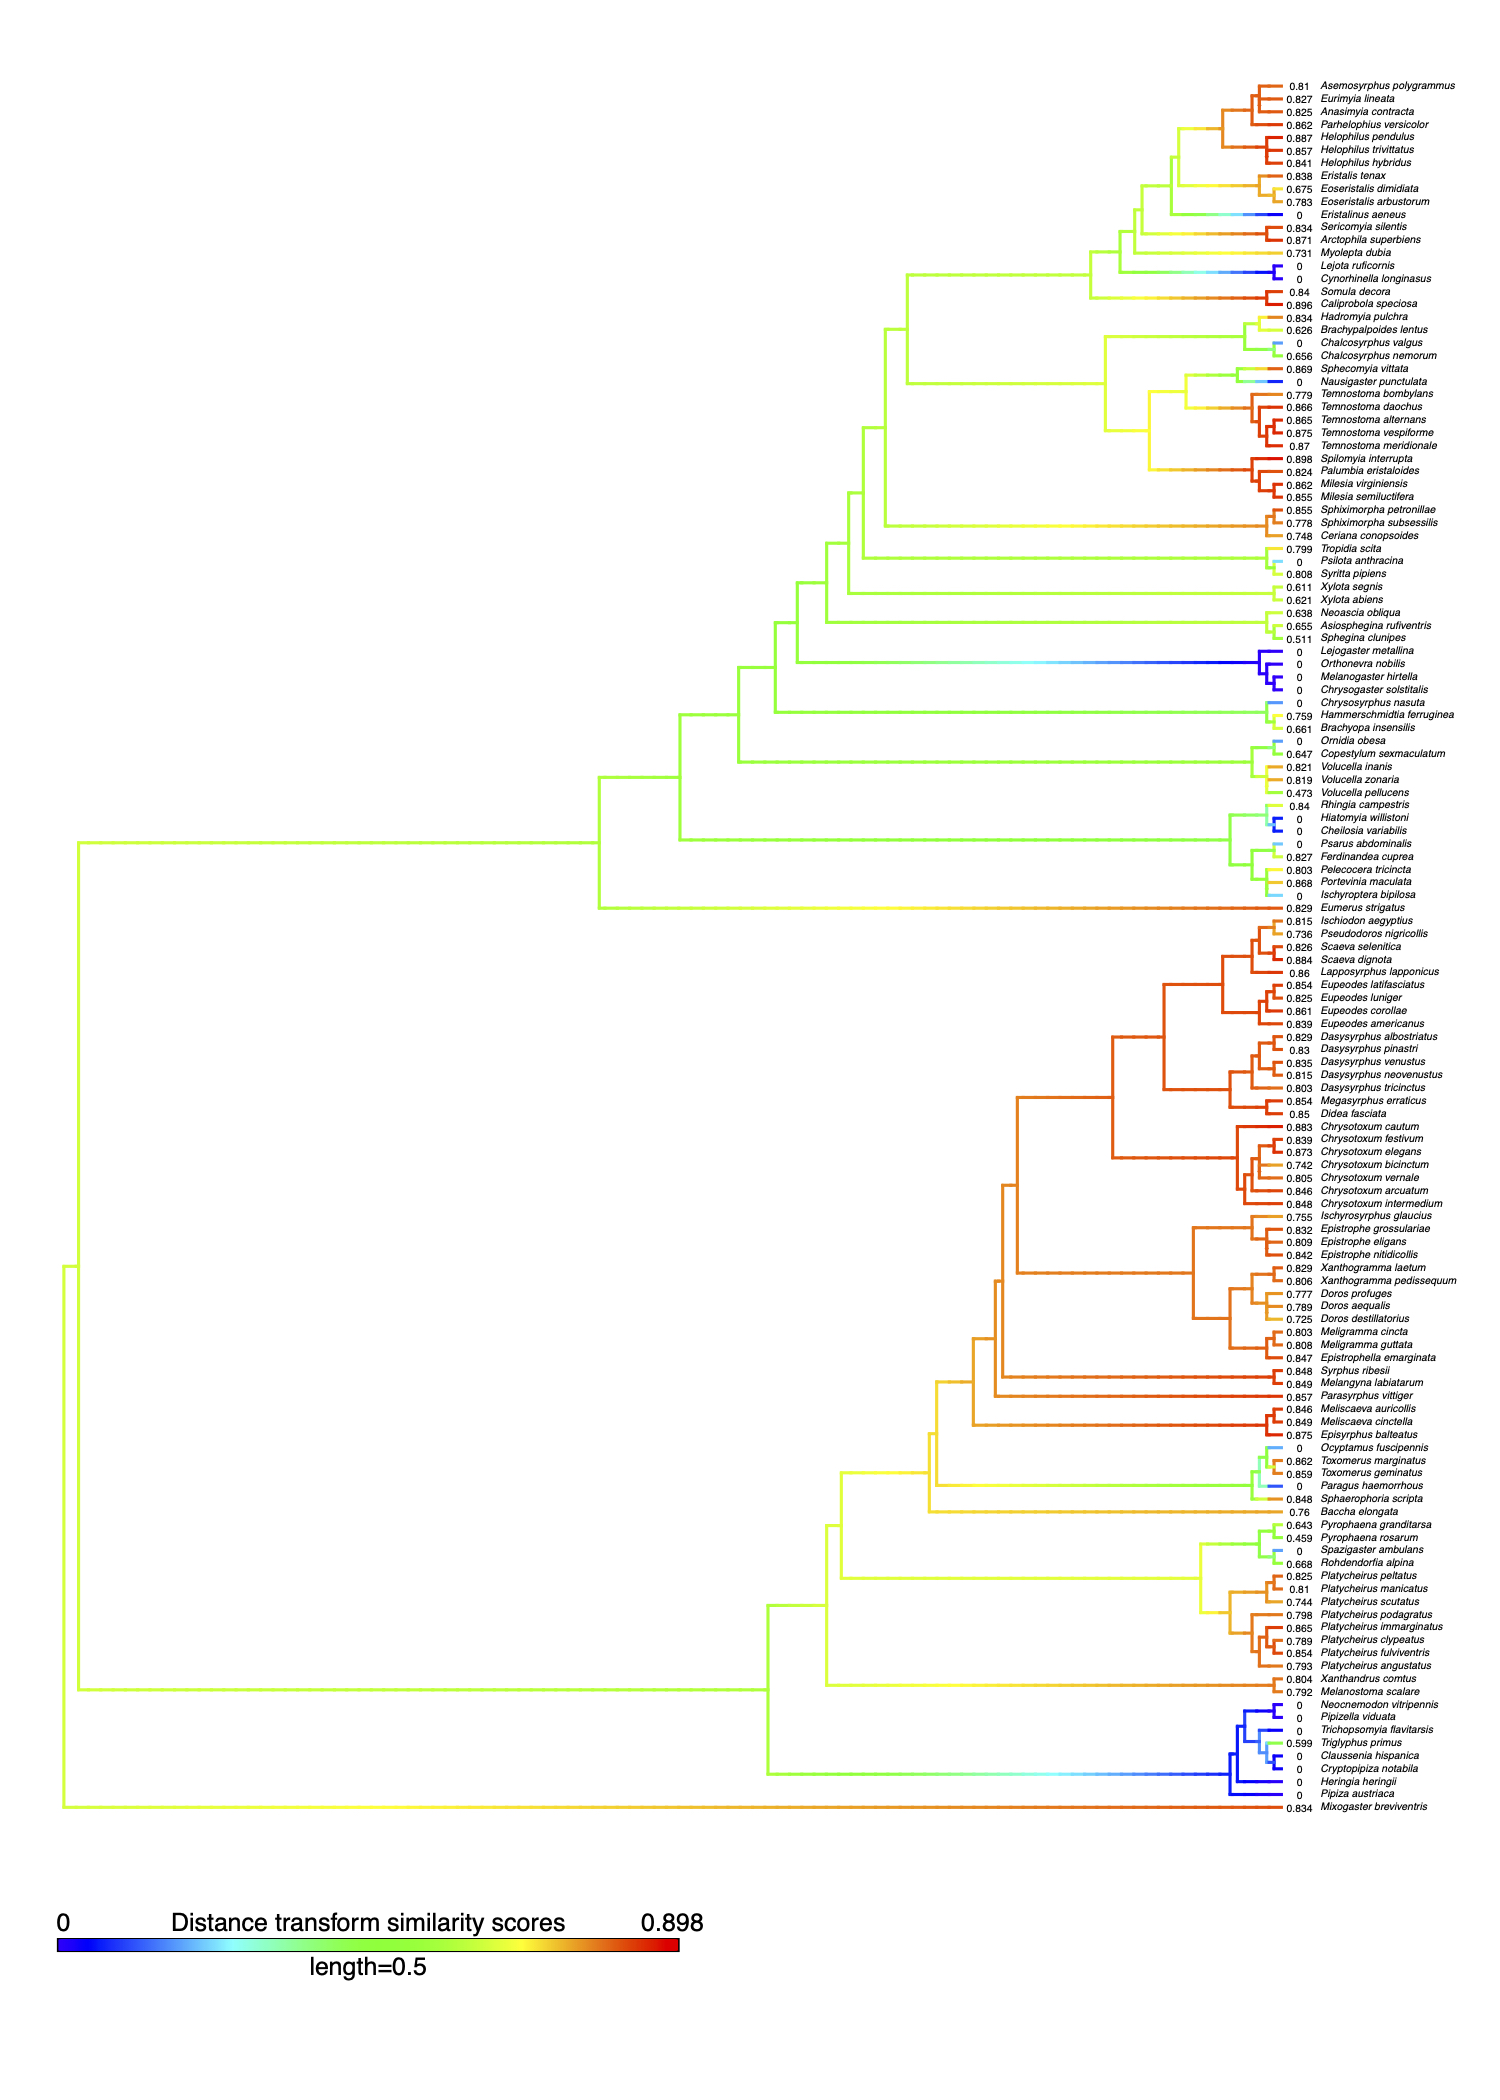 0.81 Asemosyrphus polygrammus
0.827 Eurimyia lineata
0.825 Anasimyia contracta
0.862 Parhelophius versicolor
0.887 Helophilus pendulus
0.857 Helophilus trivittatus
0.841 Helophilus hybridus
0.838 Eristalis tenax
0.675 Eoseristalis dimidiata
0.783 Eoseristalis arbustorum
0 Eristalinus aeneus
0.834 Sericomyia silentis
0.871 Arctophila superbiens
0.731 Myolepta dubia
0 Lejota ruficornis
0 Cynorhinella longinasus
0.84 Somula decora
0.896 Caliprobola speciosa
0.834 Hadromyia pulchra
0.626 Brachypalpoides lentus
0 Chalcosyrphus valgus
0.656 Chalcosyrphus nemorum
0.869 Sphecomyia vittata
0 Nausigaster punctulata
0.779 Temnostoma bombylans
0.866 Temnostoma daochus
0.865 Temnostoma alternans
0.875 Temnostoma vespiforme
0.87 Temnostoma meridionale
0.898 Spilomyia interrupta
0.824 Palumbia eristaloides
0.862 Milesia virginiensis
0.855 Milesia semiluctifera
0.855 Sphiximorpha petronillae
0.778 Sphiximorpha subsessilis
0.748 Ceriana conopsoides
0.799 Tropidia scita
0 Psilota anthracina
0.808 Syritta pipiens
0.611 Xylota segnis
0.621 Xylota abiens
0.638 Neoascia obliqua
0.655 Asiosphegina rufiventris
0.511 Sphegina clunipes
0 Lejogaster metallina
0 Orthonevra nobilis
0 Melanogaster hirtella
0 Chrysogaster solstitalis
0 Chrysosyrphus nasuta
0.759 Hammerschmidtia ferruginea
0.661 Brachyopa insensilis
0 Ornidia obesa
0.647 Copestylum sexmaculatum
0.821 Volucella inanis
0.819 Volucella zonaria
0.473 Volucella pellucens
0.84 Rhingia campestris
0 Hiatomyia willistoni
0 Cheilosia variabilis
0 Psarus abdominalis
0.827 Ferdinandea cuprea
0.803 Pelecocera tricincta
0.868 Portevinia maculata
0 Ischyroptera bipilosa
0.829 Eumerus strigatus
0.815 Ischiodon aegyptius
0.736 Pseudodoros nigricollis
0.826 Scaeva selenitica
0.884 Scaeva dignota
0.86 Lapposyrphus lapponicus
0.854 Eupeodes latifasciatus
0.825 Eupeodes luniger
0.861 Eupeodes corollae
0.839 Eupeodes americanus
0.829 Dasysyrphus albostriatus
0.83 Dasysyrphus pinastri
0.835 Dasysyrphus venustus
0.815 Dasysyrphus neovenustus
0.803 Dasysyrphus tricinctus
0.854 Megasyrphus erraticus
0.85 Didea fasciata
0.883 Chrysotoxum cautum
0.839 Chrysotoxum festivum
0.873 Chrysotoxum elegans
0.742 Chrysotoxum bicinctum
0.805 Chrysotoxum vernale
0.846 Chrysotoxum arcuatum
0.848 Chrysotoxum intermedium
0.755 Ischyrosyrphus glaucius
0.832 Epistrophe grossulariae
0.809 Epistrophe eligans
0.842 Epistrophe nitidicollis
0.829 Xanthogramma laetum
0.806 Xanthogramma pedissequum
0.777 Doros profuges
0.789 Doros aequalis
0.725 Doros destillatorius
0.803 Meligramma cincta
0.808 Meligramma guttata
0.847 Epistrophella emarginata
0.848 Syrphus ribesii
0.849 Melangyna labiatarum
0.857 Parasyrphus vittiger
0.846 Meliscaeva auricollis
0.849 Meliscaeva cinctella
0.875 Episyrphus balteatus
0 Ocyptamus fuscipennis
0.862 Toxomerus marginatus
0.859 Toxomerus geminatus
0 Paragus haemorrhous
0.848 Sphaerophoria scripta
0.76 Baccha elongata
0.643 Pyrophaena granditarsa
0.459 Pyrophaena rosarum
0 Spazigaster ambulans
0.668 Rohdendorfia alpina
0.825 Platycheirus peltatus
0.81 Platycheirus manicatus
0.744 Platycheirus scutatus
0.798 Platycheirus podagratus
0.865 Platycheirus immarginatus
0.789 Platycheirus clypeatus
0.854 Platycheirus fulviventris
0.793 Platycheirus angustatus
0.804 Xanthandrus comtus
0.792 Melanostoma scalare
0 Neocnemodon vitripennis
0 Pipizella viduata
0 Trichopsomyia flavitarsis
0.599 Triglyphus primus
0 Claussenia hispanica
0 Cryptopipiza notabila
0 Heringia heringii
0 Pipiza austriaca
0.834 Mixogaster breviventris
0 Distance transform similarity scores 0.898
length=0.5